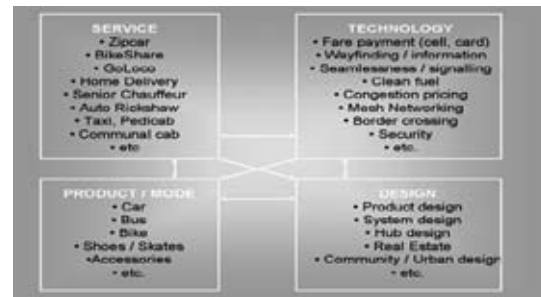 SERVICE
• Zipcar
• BikeShare
• GoLoco
• Home Delivery
• Senior Chauffeur
• Auto Rickshaw
• Taxi, Pedicab
• Communal cab
• etc
TECHNOLOGY
• Fare payment (cell, card)
• Wayfinding / information
• Seamlessness / signalling
• Clean fuel
• Congestion pricing
• Mesh Networking
• Border crossing
• Security
• etc.
PRODUCT / MODE
• Car
• Bus
• Bike
• Shoes / Skates
•Accessories
• etc.
DESIGN
• Product design
• System design
• Hub design
• Real Estate
• Community / Urban design
• etc.